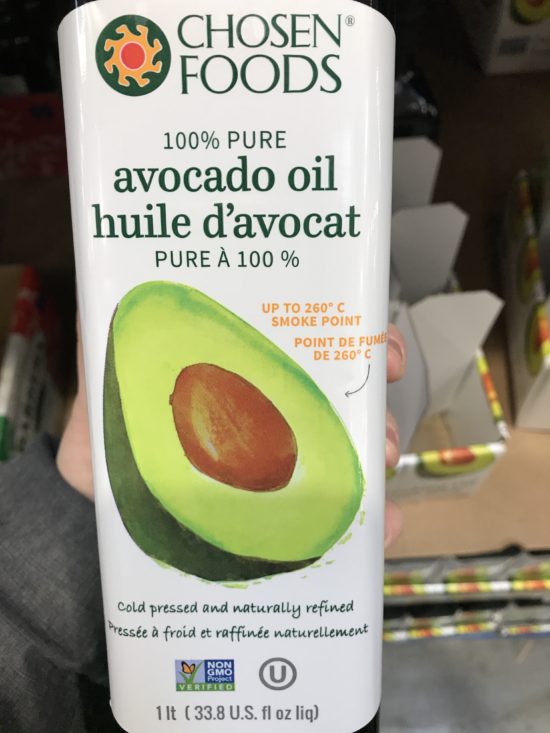 CHOSEN®
FOODS
100% PURE
avocado oil
huile d'avocat
PURE À 100 %
UP TO 260° C
SMOKE POINT
POINT DE FUMÉE
DE 260° C
Cold pressed and naturally refined
Pressée à froid et raffinée naturellement
NON
GMO
Project
VERIFIED
U
1 lt ( 33.8 U.S. fl oz liq)